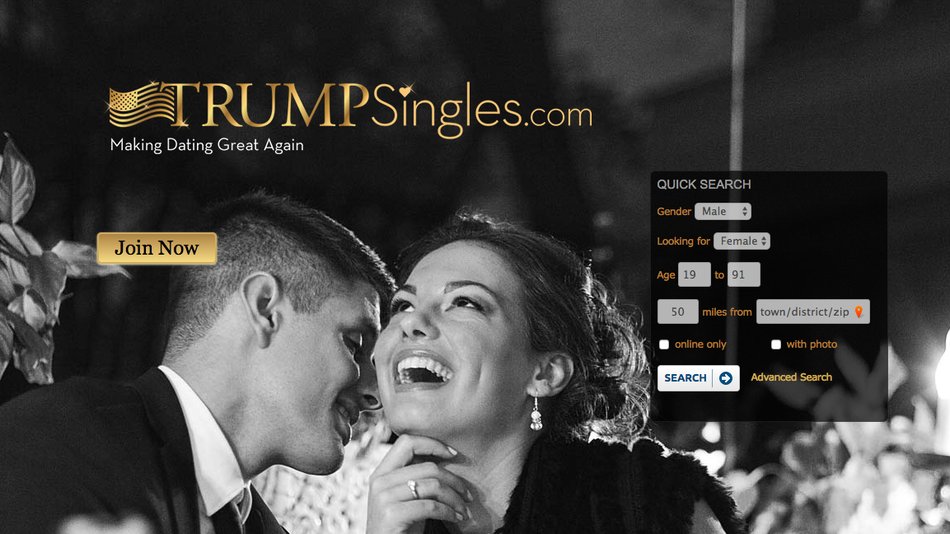 TRUMPSingles.com
Making Dating Great Again
Join Now
QUICK SEARCH
Gender Male
Looking for Female
Age 19 to 91
50 miles from town/district/zip
online only with photo
SEARCH Advanced Search